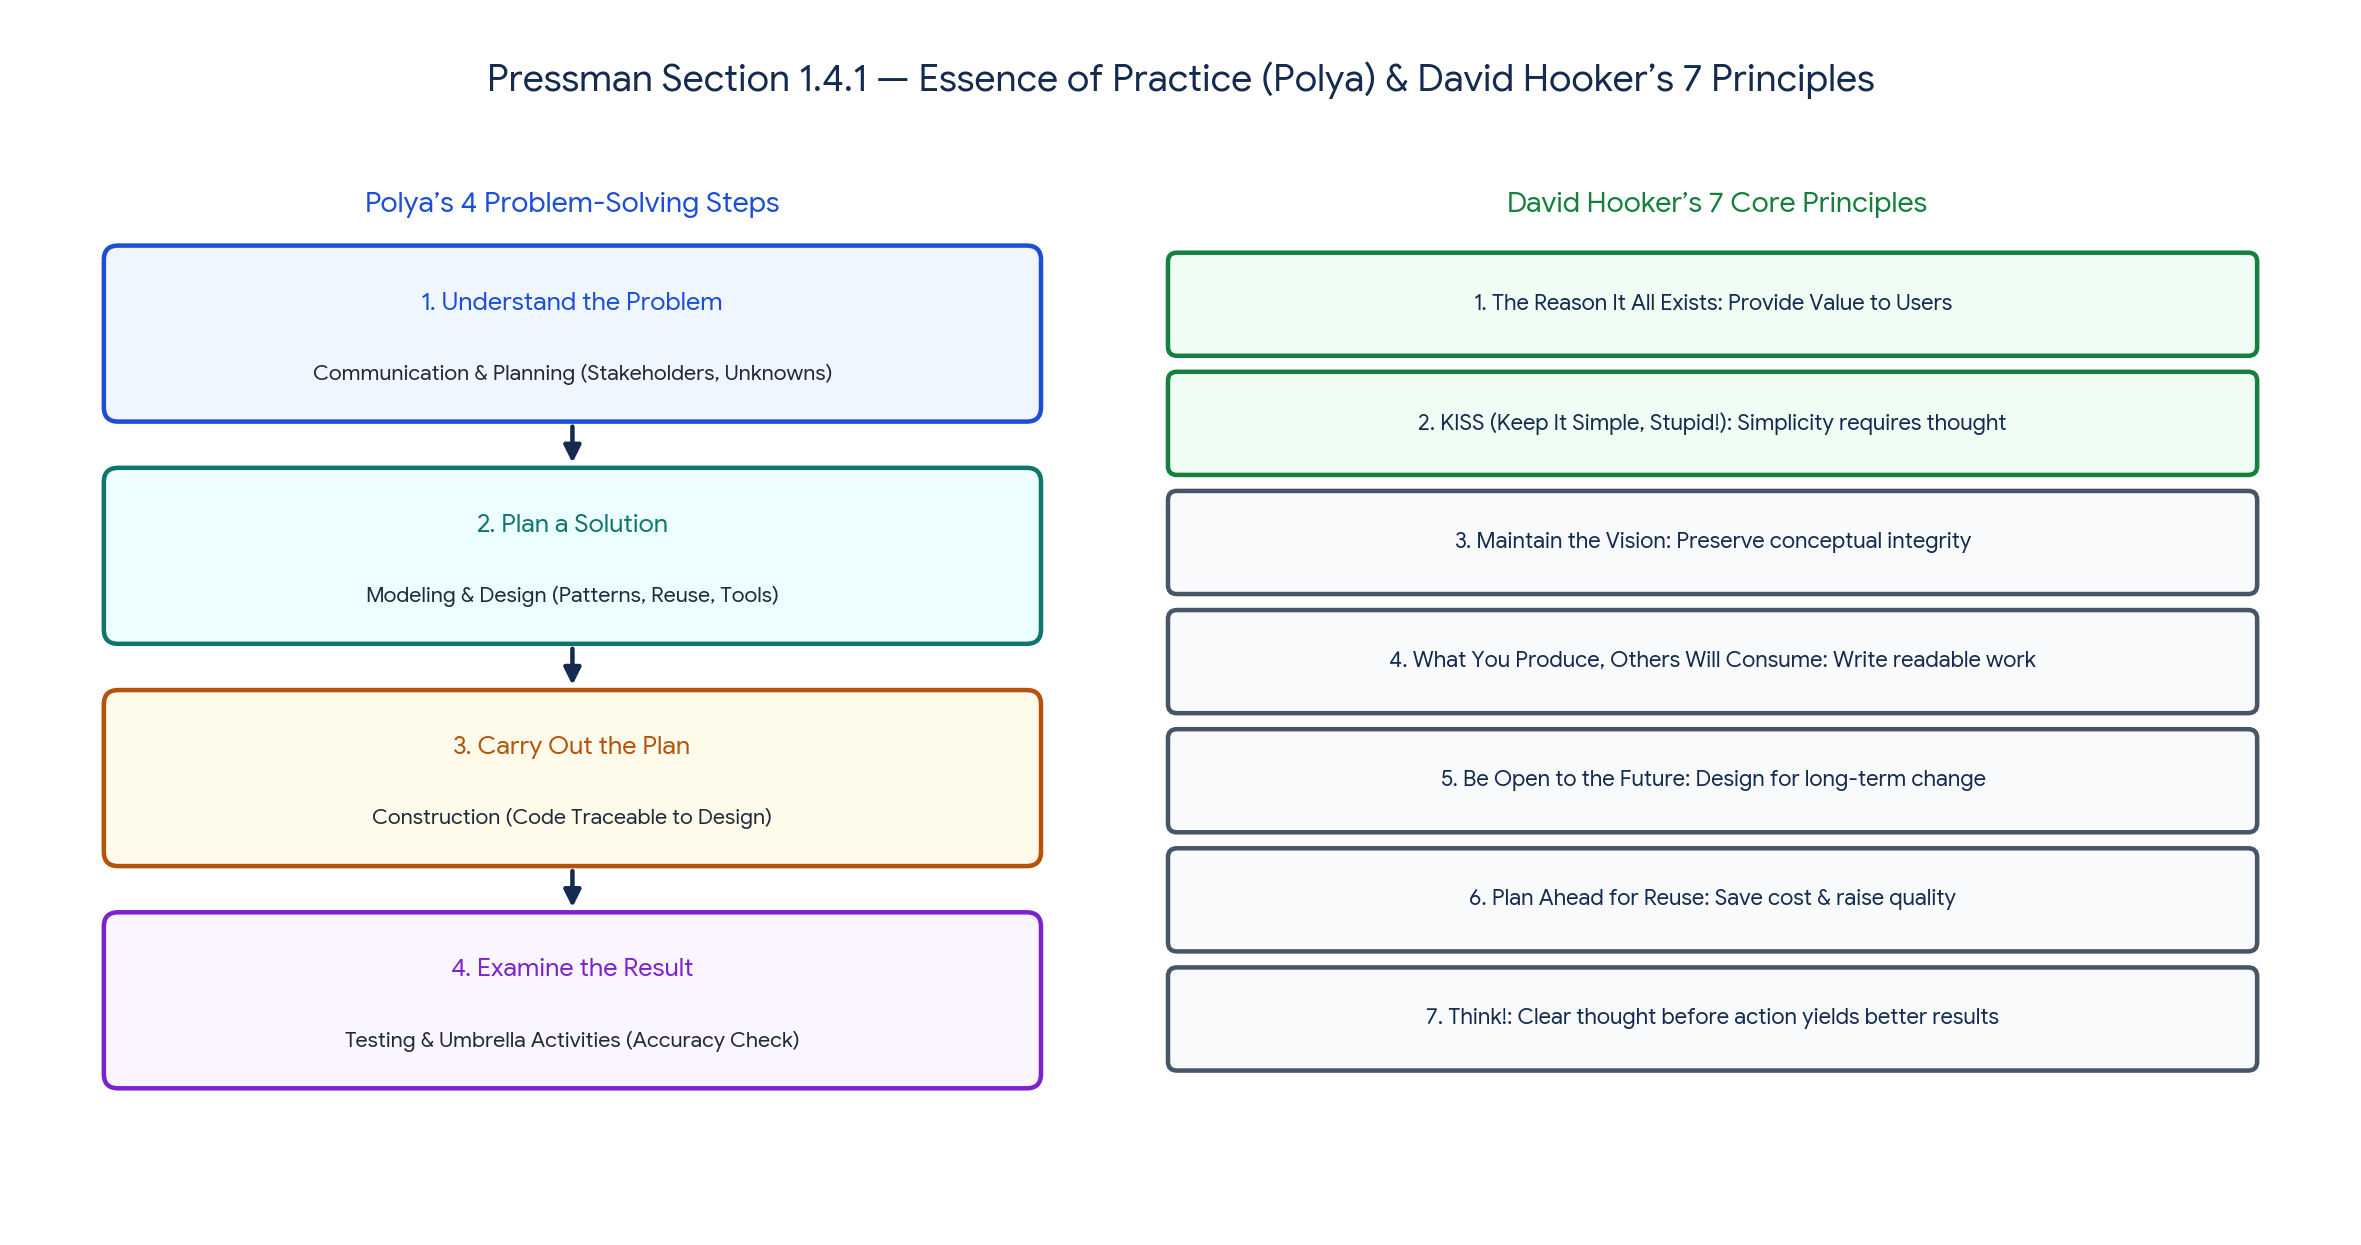 Pressman Section 1.4.1 — Essence of Practice (Polya) & David Hooker’s 7 Principles
Polya’s 4 Problem-Solving Steps
1. Understand the Problem
Communication & Planning (Stakeholders, Unknowns)
2. Plan a Solution
Modeling & Design (Patterns, Reuse, Tools)
3. Carry Out the Plan
Construction (Code Traceable to Design)
4. Examine the Result
Testing & Umbrella Activities (Accuracy Check)
David Hooker’s 7 Core Principles
1. The Reason It All Exists: Provide Value to Users
2. KISS (Keep It Simple, Stupid!): Simplicity requires thought
3. Maintain the Vision: Preserve conceptual integrity
4. What You Produce, Others Will Consume: Write readable work
5. Be Open to the Future: Design for long-term change
6. Plan Ahead for Reuse: Save cost & raise quality
7. Think!: Clear thought before action yields better results